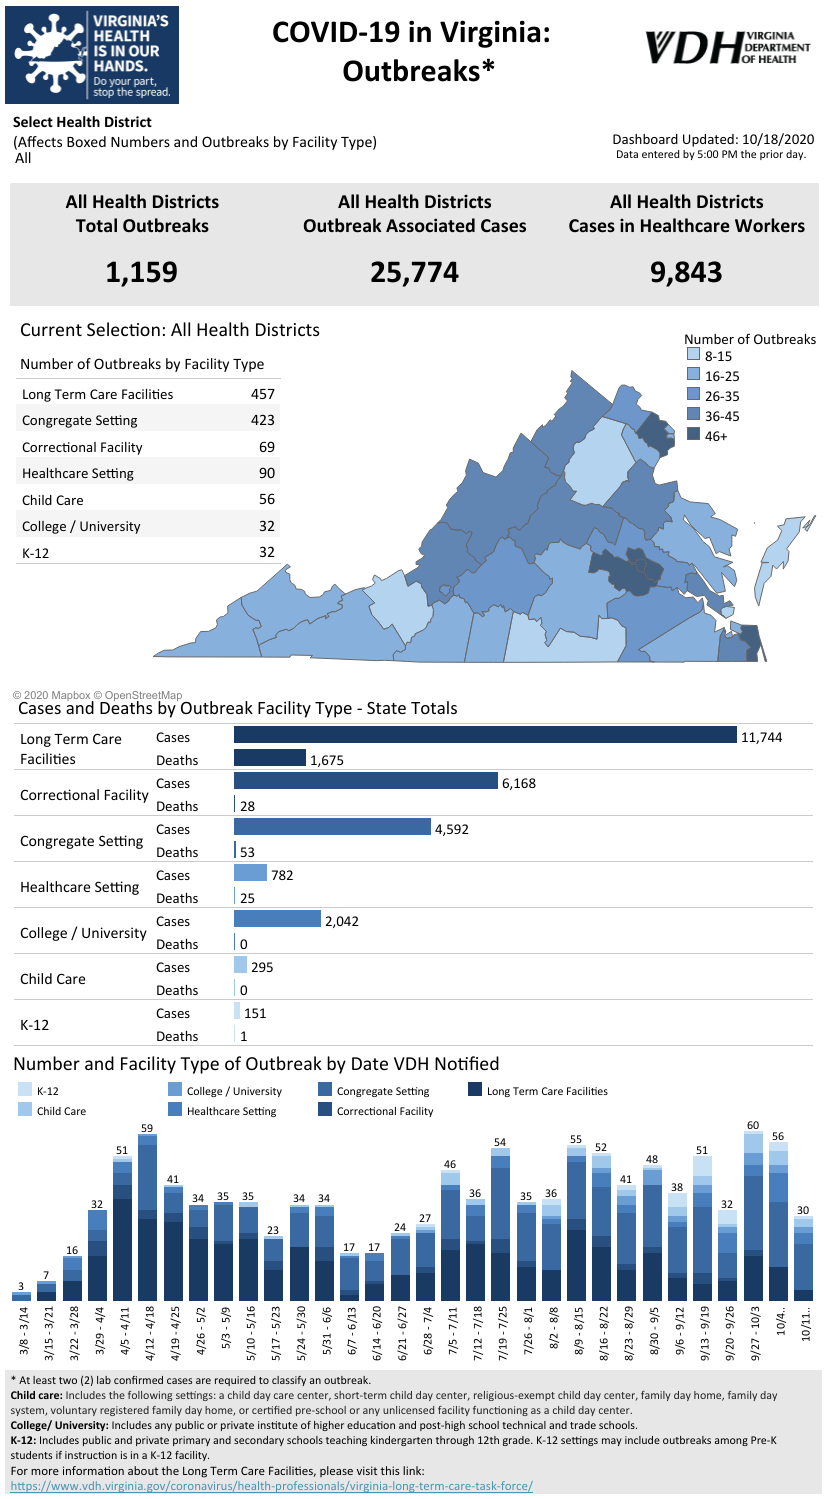 VIRGINIA'S
HEALTH
IS IN OUR
HANDS.
Do your part,
stop the spread.
COVID-19 in Virginia:
Outbreaks*
VDH VIRGINIA
DEPARTMENT
OF HEALTH
Select Health District
(Affects Boxed Numbers and Outbreaks by Facility Type)
All
Dashboard Updated: 10/18/2020
Data entered by 5:00 PM the prior day.
All Health Districts
Total Outbreaks
1,159
All Health Districts
Outbreak Associated Cases
25,774
All Health Districts
Cases in Healthcare Workers
9,843
Current Selection: All Health Districts
Number of Outbreaks by Facility Type
Long Term Care Facilities 457
Congregate Setting 423
Correctional Facility 69
Healthcare Setting 90
Child Care 56
College / University 32
K-12 32
Number of Outbreaks
8-15
16-25
26-35
36-45
46+
© 2020 Mapbox © OpenStreetMap
Cases and Deaths by Outbreak Facility Type - State Totals
Long Term Care
Facilities
Cases 11,744
Deaths 1,675
Correctional Facility
Cases 6,168
Deaths 28
Congregate Setting
Cases 4,592
Deaths 53
Healthcare Setting
Cases 782
Deaths 25
College / University
Cases 2,042
Deaths 0
Child Care
Cases 295
Deaths 0
K-12
Cases 151
Deaths 1
Number and Facility Type of Outbreak by Date VDH Notified
K-12 College / University Congregate Setting Long Term Care Facilities
Child Care Healthcare Setting Correctional Facility
3 7 16 32 51 59 41 34 35 35 23 34 34 17 17 24 27 46 36 54 35 36 55 52 41 48 38 51 32 60 56 30
3/8 - 3/14
3/15 - 3/21
3/22 - 3/28
3/29 - 4/4
4/5 - 4/11
4/12 - 4/18
4/19 - 4/25
4/26 - 5/2
5/3 - 5/9
5/10 - 5/16
5/17 - 5/23
5/24 - 5/30
5/31 - 6/6
6/7 - 6/13
6/14 - 6/20
6/21 - 6/27
6/28 - 7/4
7/5 - 7/11
7/12 - 7/18
7/19 - 7/25
7/26 - 8/1
8/2 - 8/8
8/9 - 8/15
8/16 - 8/22
8/23 - 8/29
8/30 - 9/5
9/6 - 9/12
9/13 - 9/19
9/20 - 9/26
9/27 - 10/3
10/4..
10/11..
* At least two (2) lab confirmed cases are required to classify an outbreak.
Child care: Includes the following settings: a child day care center, short-term child day center, religious-exempt child day center, family day home, family day
system, voluntary registered family day home, or certified pre-school or any unlicensed facility functioning as a child day center.
College/ University: Includes any public or private institute of higher education and post-high school technical and trade schools.
K-12: Includes public and private primary and secondary schools teaching kindergarten through 12th grade. K-12 settings may include outbreaks among Pre-K
students if instruction is in a K-12 facility.
For more information about the Long Term Care Facilities, please visit this link:
https://www.vdh.virginia.gov/coronavirus/health-professionals/virginia-long-term-care-task-force/